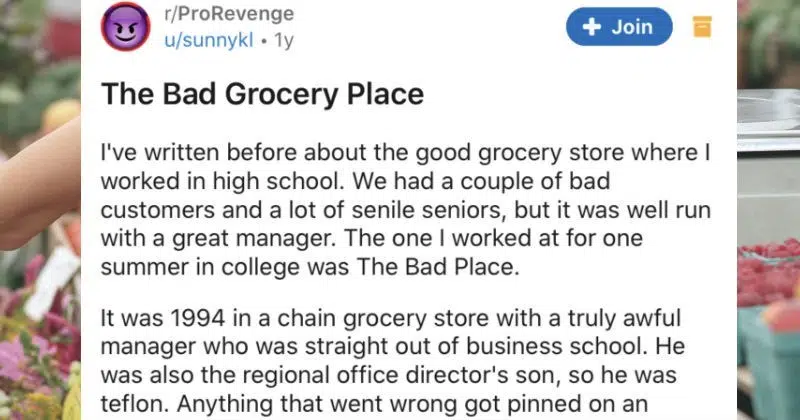 r/ProRevenge
u/sunnykl • 1y
+ Join
The Bad Grocery Place
I've written before about the good grocery store where I
worked in high school. We had a couple of bad
customers and a lot of senile seniors, but it was well run
with a great manager. The one I worked at for one
summer in college was The Bad Place.
It was 1994 in a chain grocery store with a truly awful
manager who was straight out of business school. He
was also the regional office director's son, so he was
teflon. Anything that went wrong got pinned on an